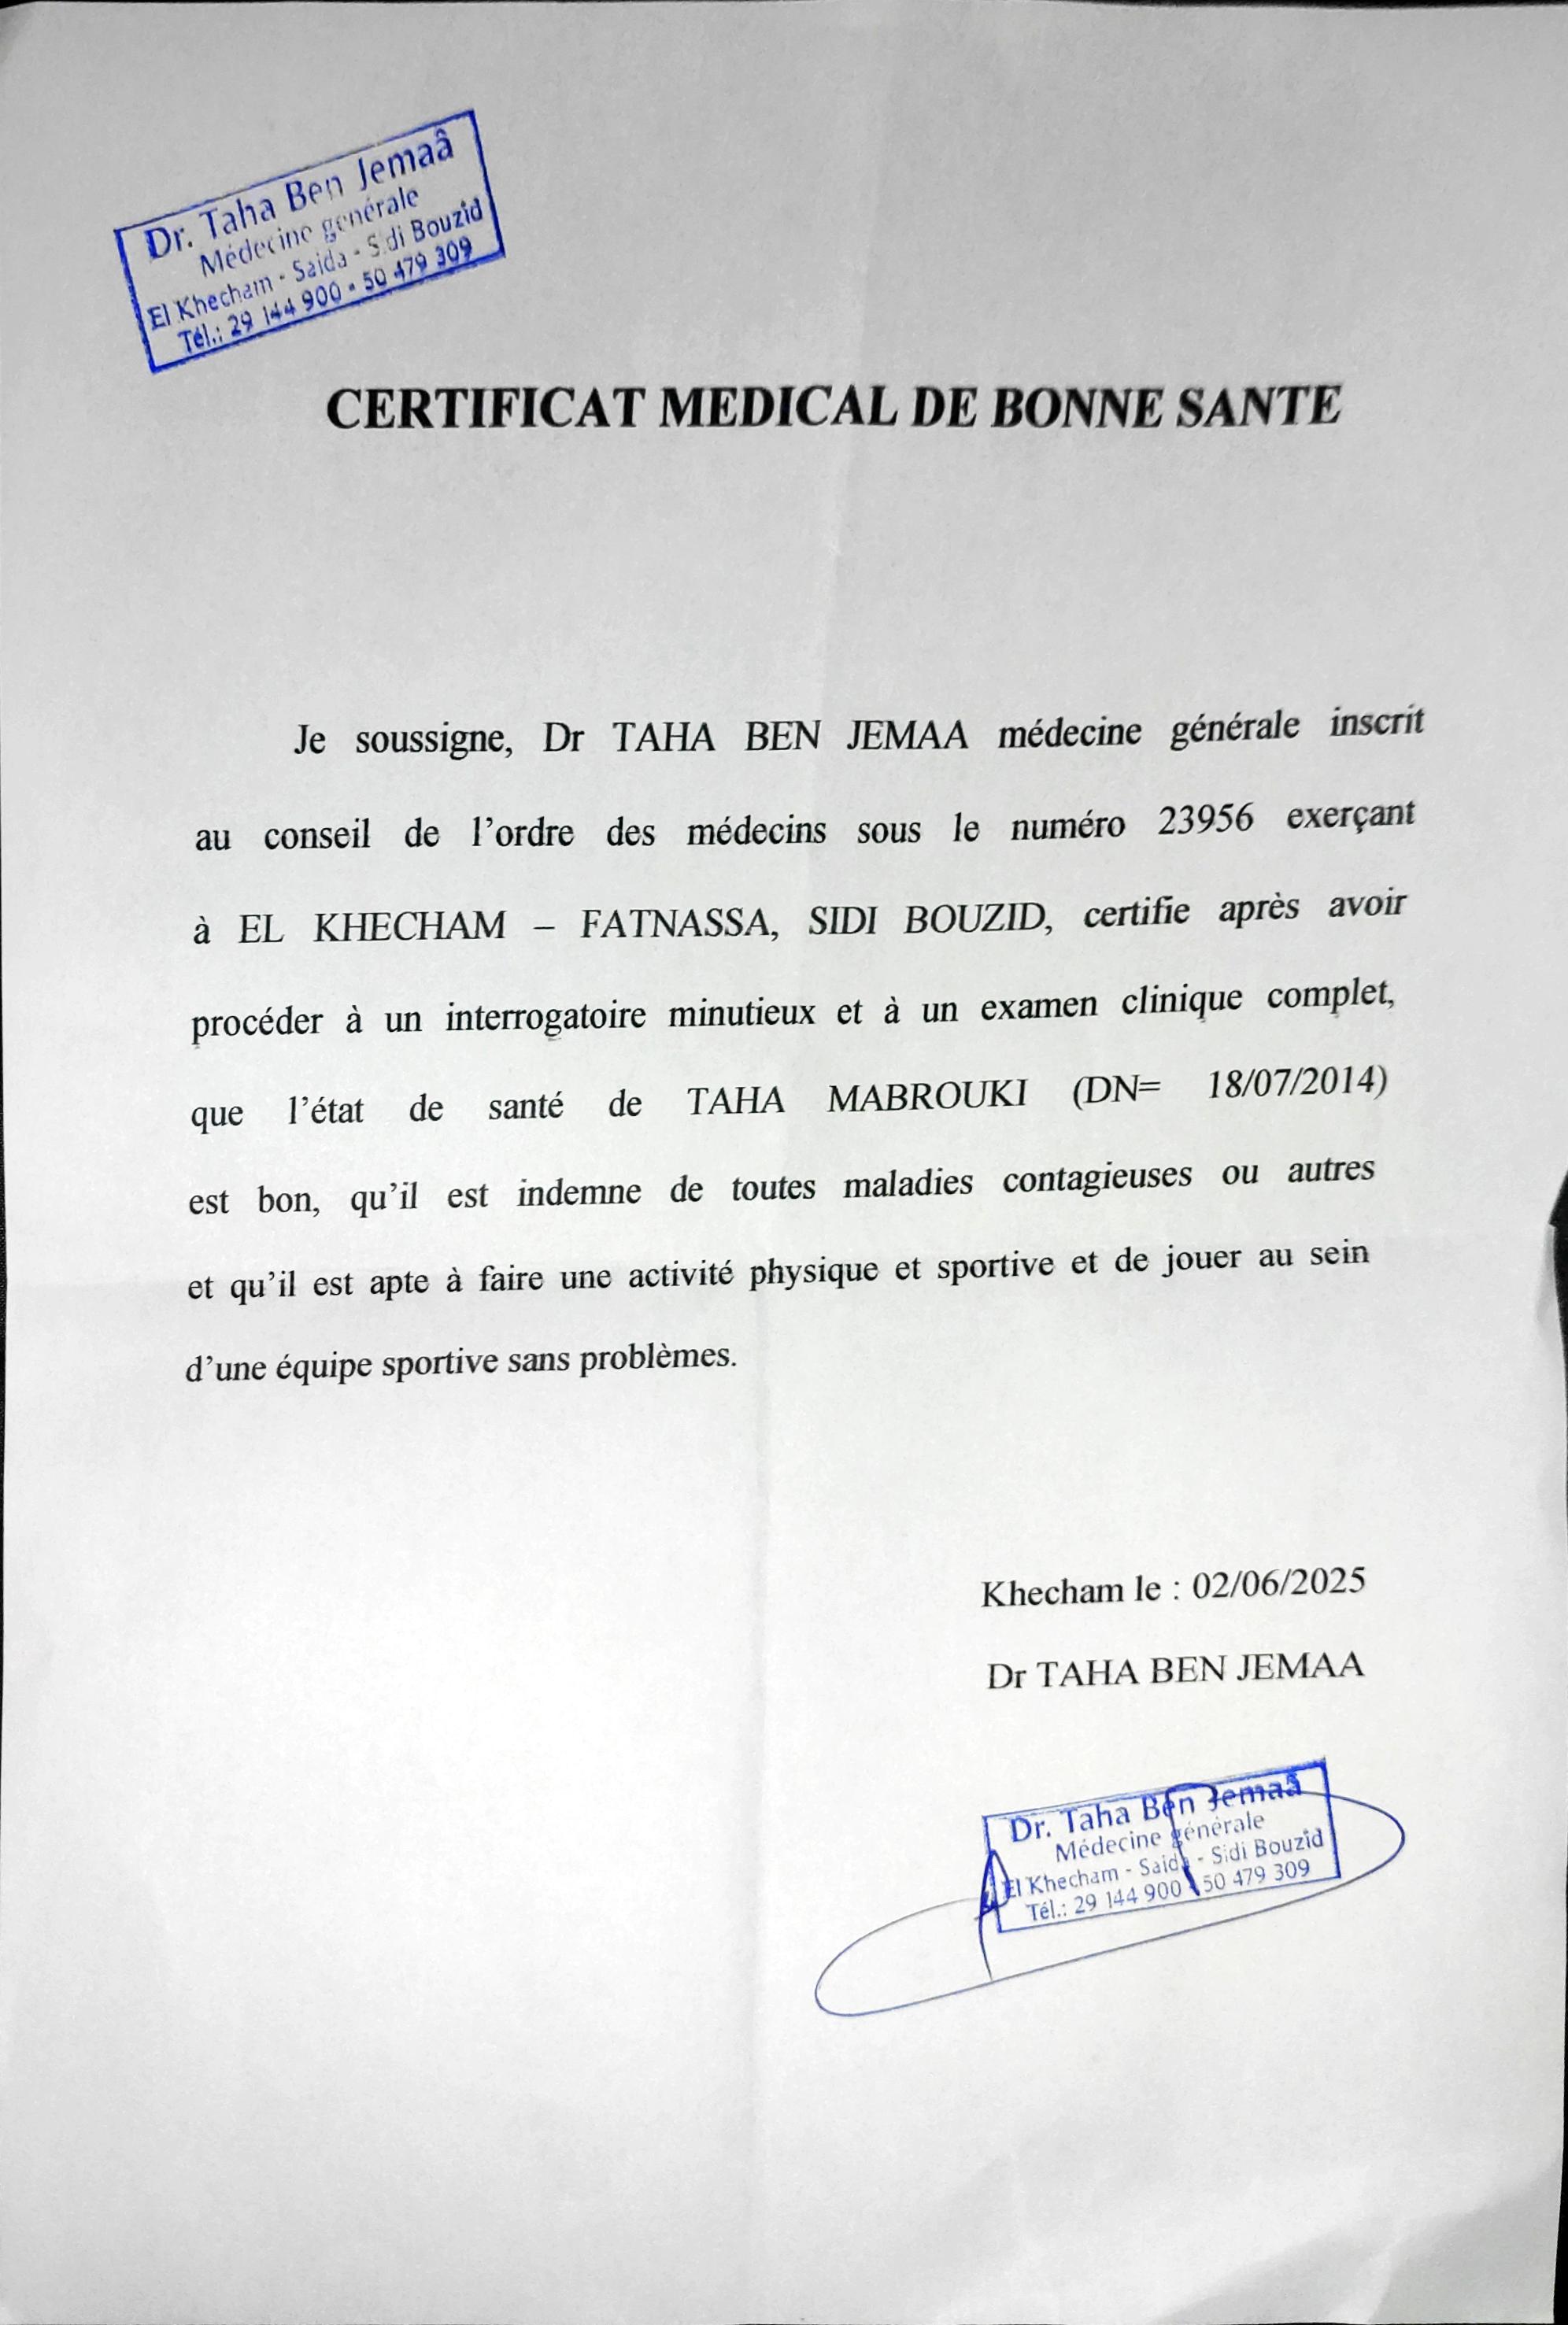 Dr. Taha Ben Jemaâ
Médecine générale
El Khecham - Saida - Sidi Bouzid
Tél.: 29 144 900 - 50 479 309
CERTIFICAT MEDICAL DE BONNE SANTE
Je soussigne, Dr TAHA BEN JEMAA médecine générale inscrit
au conseil de l'ordre des médecins sous le numéro 23956 exerçant
à EL KHECHAM – FATNASSA, SIDI BOUZID, certifie après avoir
procéder à un interrogatoire minutieux et à un examen clinique complet,
que l'état de santé de TAHA MABROUKI (DN= 18/07/2014)
est bon, qu'il est indemne de toutes maladies contagieuses ou autres
et qu'il est apte à faire une activité physique et sportive et de jouer au sein
d'une équipe sportive sans problèmes.
Khecham le : 02/06/2025
Dr TAHA BEN JEMAA
Dr. Taha Ben Jemaâ
Médecine générale
El Khecham - Saida - Sidi Bouzid
Tél.: 29 144 900 - 50 479 309